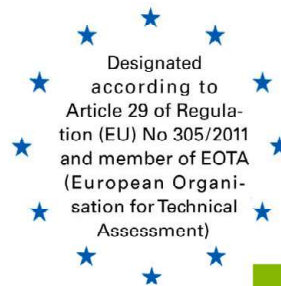 Designated
according to
Article 29 of Regula-
tion (EU) No 305/2011
and member of EOTA
(European Organi-
sation for Technical
Assessment)